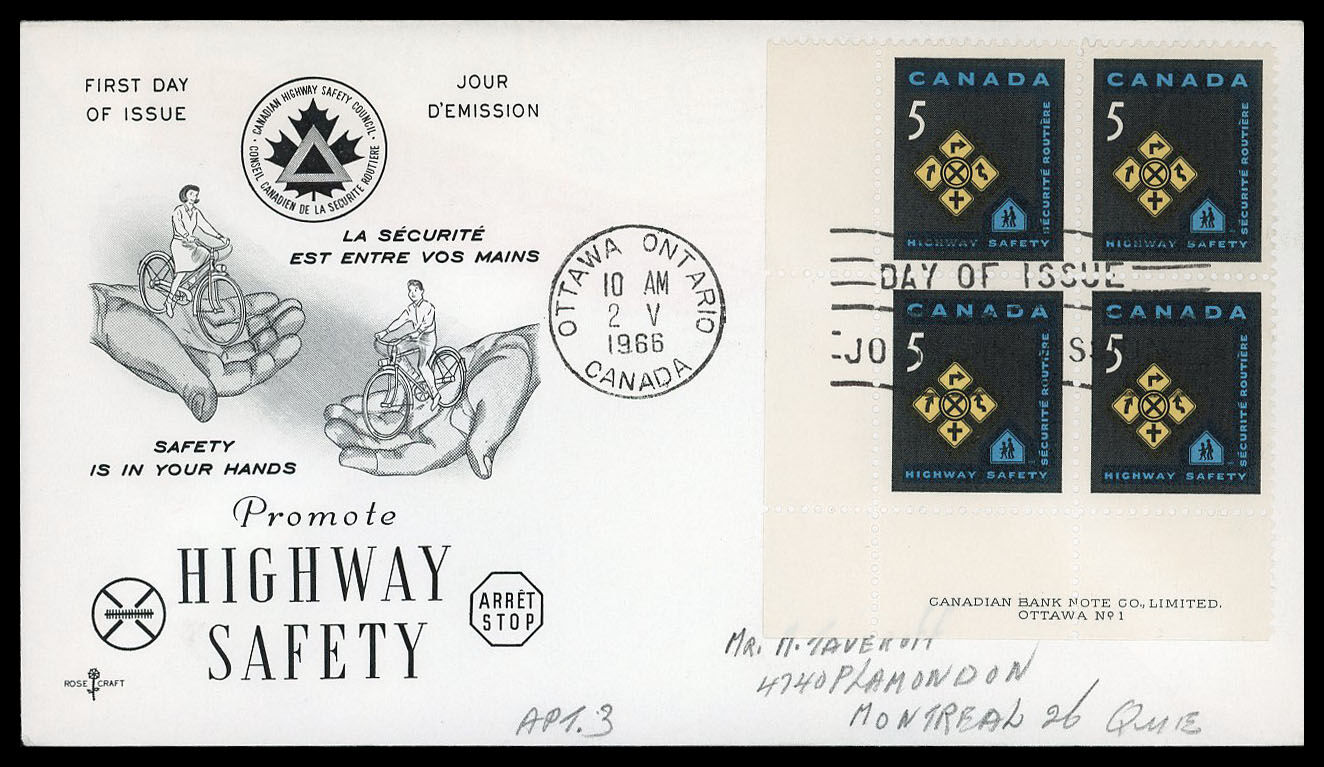 FIRST DAY
OF ISSUE
JOUR
D'ÉMISSION
· CANADIAN HIGHWAY SAFETY COUNCIL ·
CONSEIL CANADIEN DE LA SÉCURITÉ ROUTIÈRE
LA SÉCURITÉ
EST ENTRE VOS MAINS
SAFETY
IS IN YOUR HANDS
Promote
HIGHWAY
SAFETY
ARRÊT
STOP
ROSE CRAFT
OTTAWA ONTARIO
10 AM
2 V
1966
CANADA
CANADA
5
SÉCURITÉ ROUTIÈRE
HIGHWAY SAFETY
CANADA
5
SÉCURITÉ ROUTIÈRE
HIGHWAY SAFETY
DAY OF ISSUE
CANADA
5
SÉCURITÉ ROUTIÈRE
HIGHWAY SAFETY
CANADA
5
SÉCURITÉ ROUTIÈRE
HIGHWAY SAFETY
CANADIAN BANK NOTE CO., LIMITED.
OTTAWA Nº 1
MR. M.
4740 PLAMONDON
MONTREAL 26 QUE
APT. 3